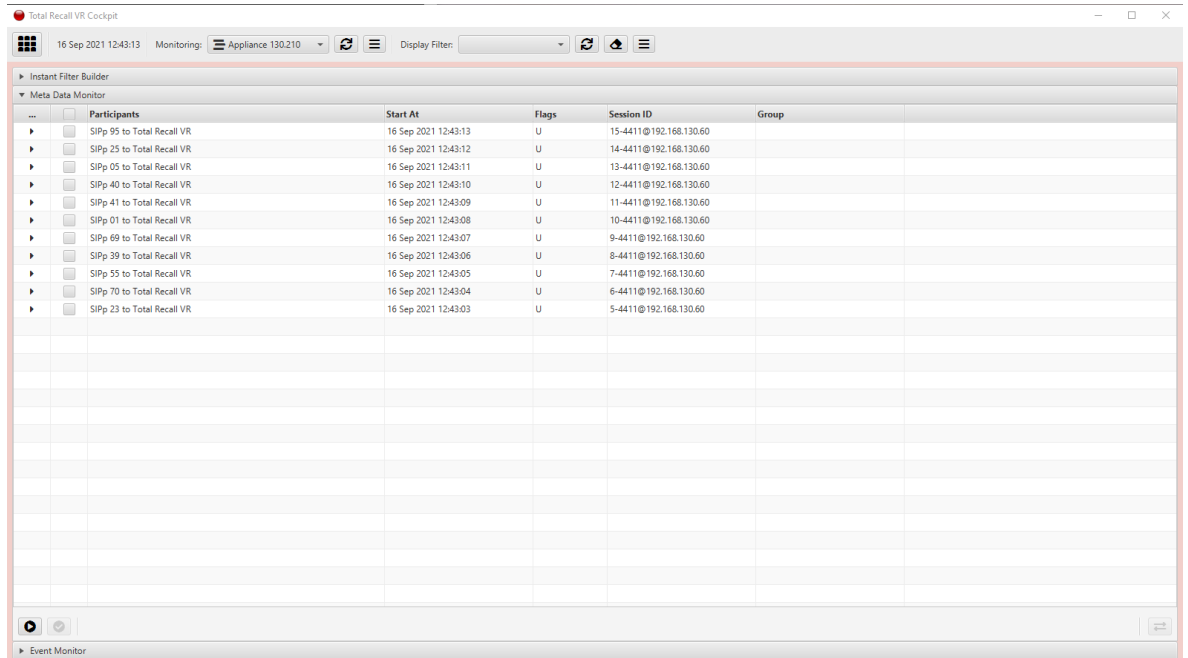 Total Recall VR Cockpit
16 Sep 2021 12:43:13 Monitoring: Appliance 130.210 Display Filter:
Instant Filter Builder
Meta Data Monitor
... Participants Start At Flags Session ID Group
SIPp 95 to Total Recall VR 16 Sep 2021 12:43:13 U 15-4411@192.168.130.60
SIPp 25 to Total Recall VR 16 Sep 2021 12:43:12 U 14-4411@192.168.130.60
SIPp 05 to Total Recall VR 16 Sep 2021 12:43:11 U 13-4411@192.168.130.60
SIPp 40 to Total Recall VR 16 Sep 2021 12:43:10 U 12-4411@192.168.130.60
SIPp 41 to Total Recall VR 16 Sep 2021 12:43:09 U 11-4411@192.168.130.60
SIPp 01 to Total Recall VR 16 Sep 2021 12:43:08 U 10-4411@192.168.130.60
SIPp 69 to Total Recall VR 16 Sep 2021 12:43:07 U 9-4411@192.168.130.60
SIPp 39 to Total Recall VR 16 Sep 2021 12:43:06 U 8-4411@192.168.130.60
SIPp 55 to Total Recall VR 16 Sep 2021 12:43:05 U 7-4411@192.168.130.60
SIPp 70 to Total Recall VR 16 Sep 2021 12:43:04 U 6-4411@192.168.130.60
SIPp 23 to Total Recall VR 16 Sep 2021 12:43:03 U 5-4411@192.168.130.60
Event Monitor